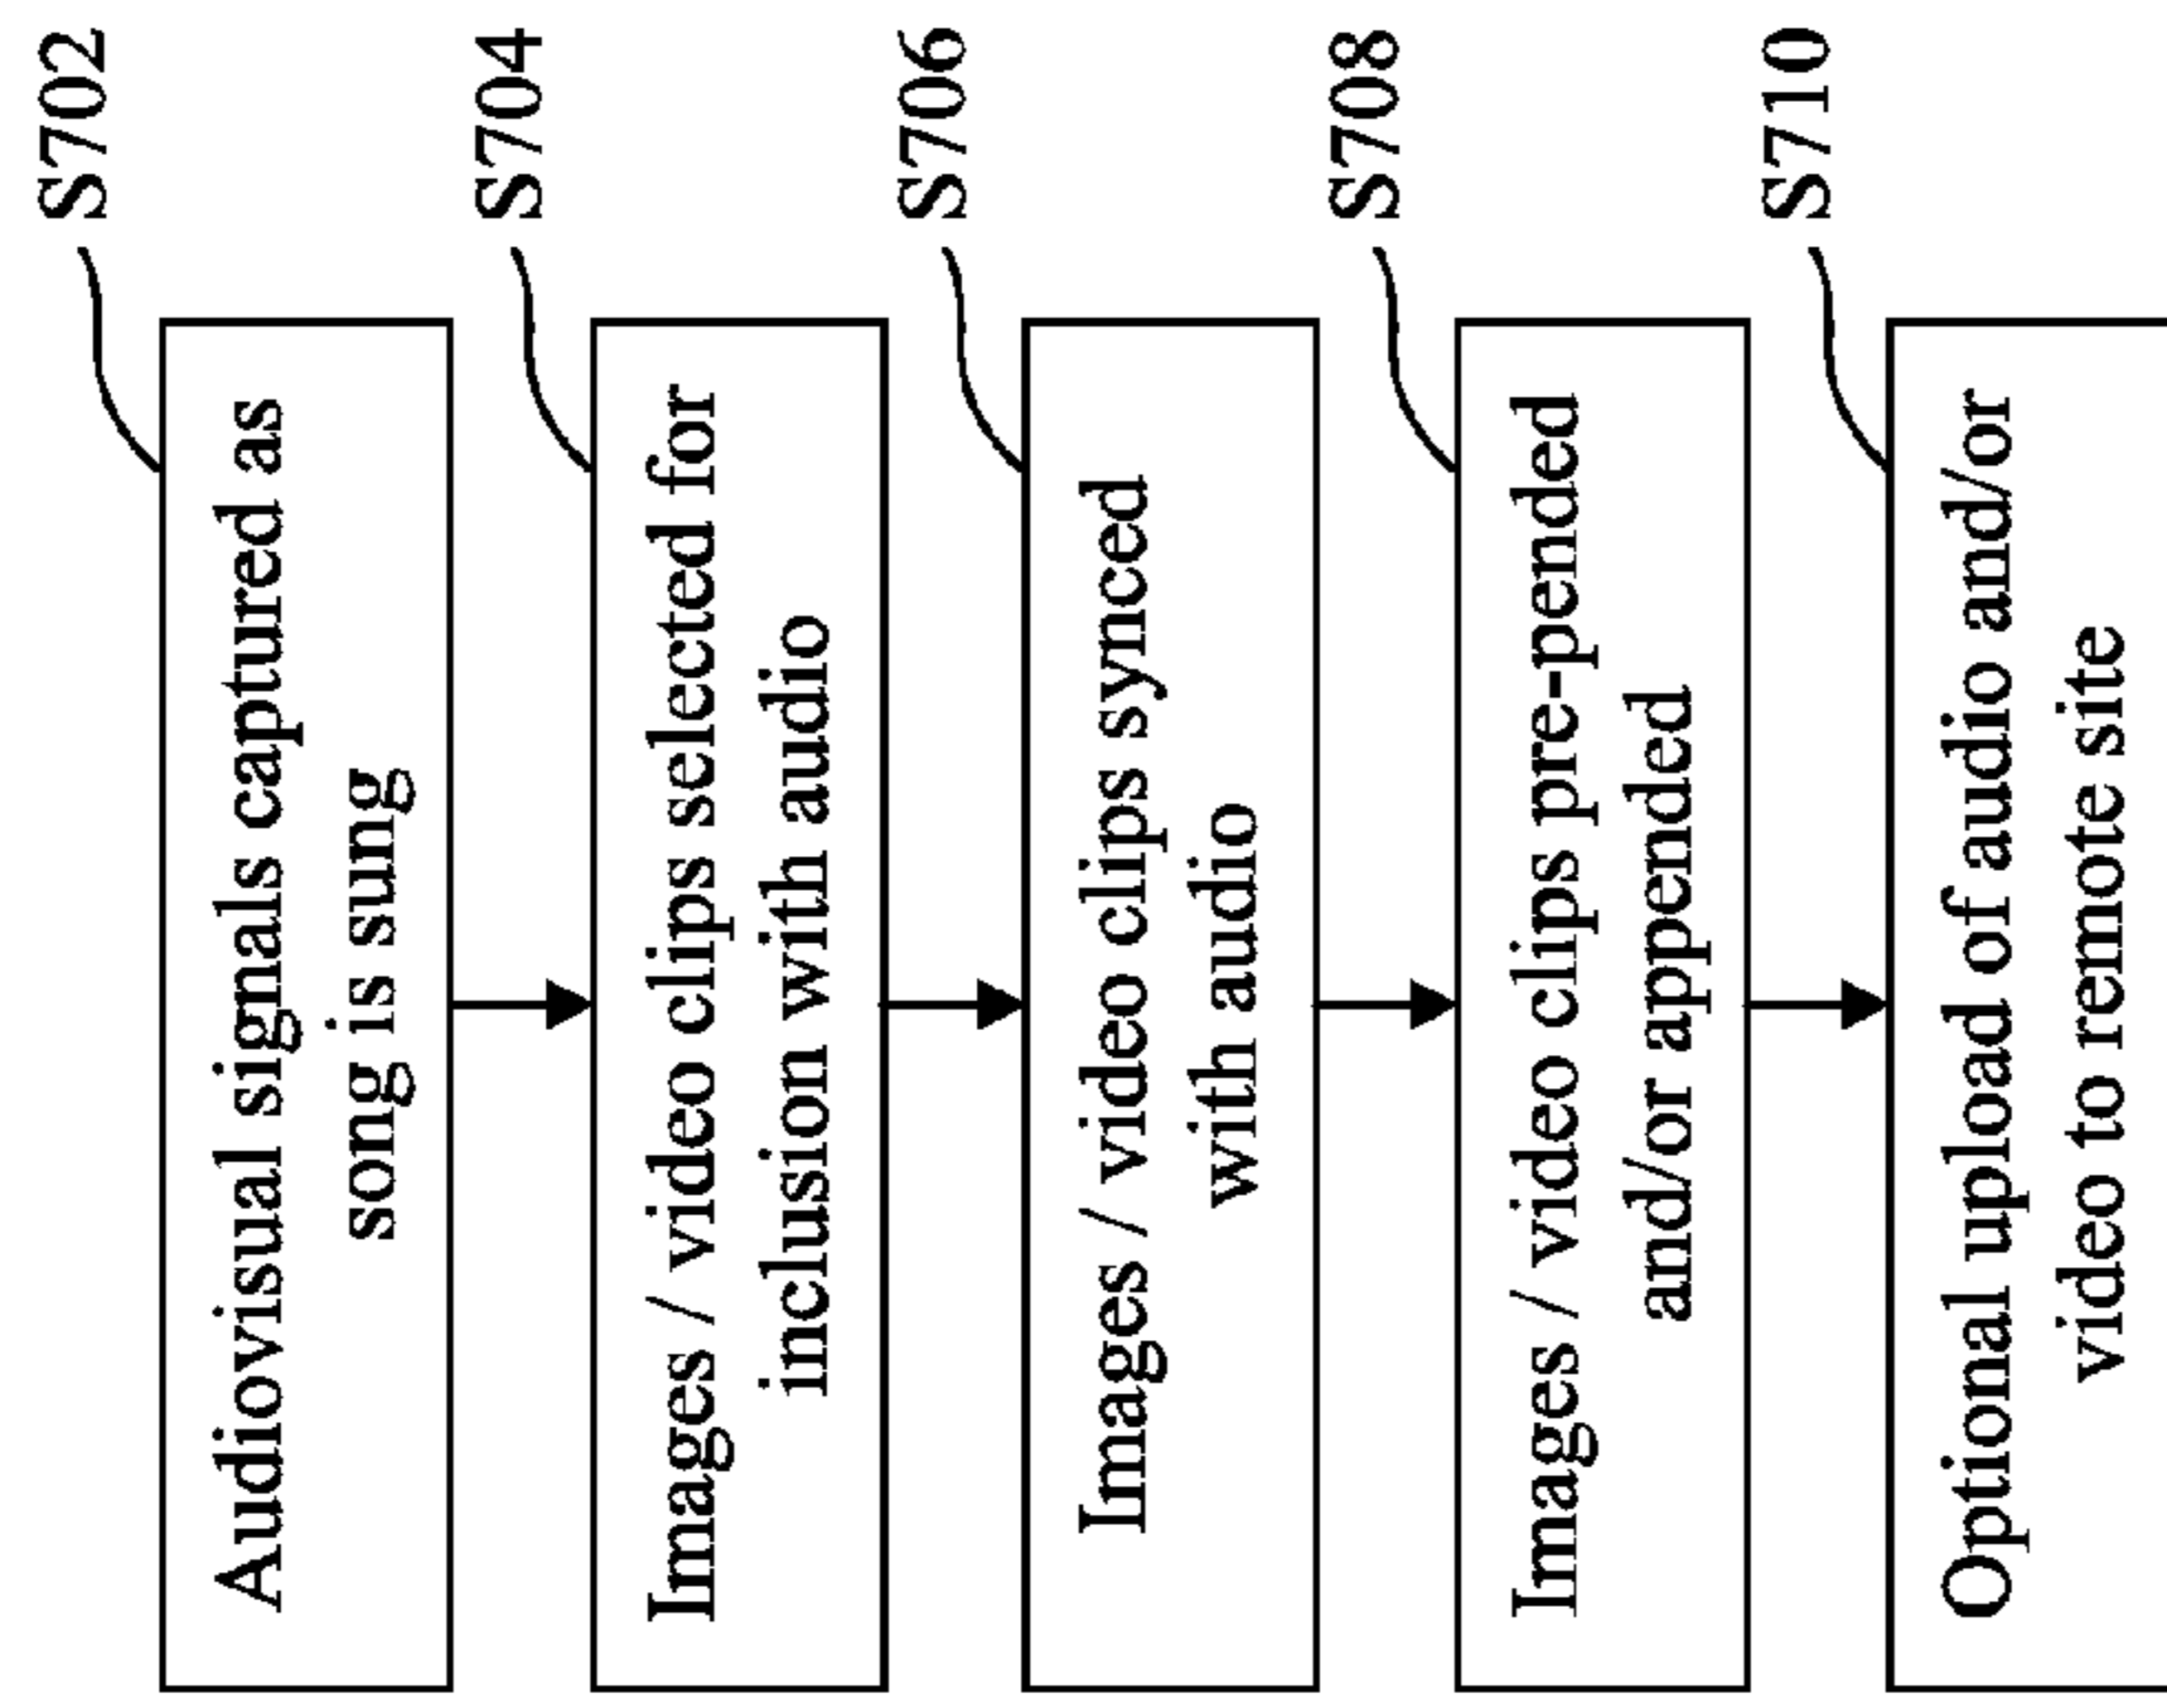 S702
Audiovisual signals captured as
song is sung
S704
Images / video clips selected for
inclusion with audio
S706
Images / video clips synced
with audio
S708
Images / video clips pre-pended
and/or appended
S710
Optional upload of audio and/or
video to remote site